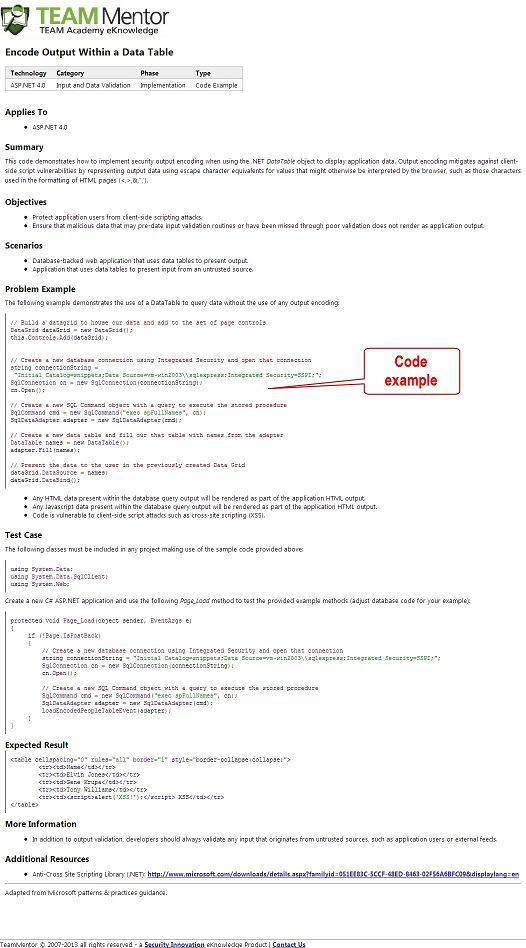 TEAM Mentor
TEAM Academy eKnowledge
Encode Output Within a Data Table
Technology Category Phase Type
ASP.NET 4.0 Input and Data Validation Implementation Code Example
Applies To
• ASP.NET 4.0
Summary
This code demonstrates how to implement security output encoding when using the .NET DataTable object to display application data. Output encoding mitigates against client-
side script vulnerabilities by representing output data using escape character equivalents for values that might otherwise be interpreted by the browser, such as those characters
used in the formatting of HTML pages (<,>,&,",').
Objectives
• Protect application users from client-side scripting attacks.
• Ensure that malicious data that may pre-date input validation routines or have been missed through poor validation does not render as application output.
Scenarios
• Database-backed web application that uses data tables to present output.
• Application that uses data tables to present input from an untrusted source.
Problem Example
The following example demonstrates the use of a DataTable to query data without the use of any output encoding:
// Build a datagrid to house our data and add to the set of page controls
DataGrid dataGrid = new DataGrid();
this.Controls.Add(dataGrid);
// Create a new database connection using Integrated Security and open that connection
string connectionString =
"Initial Catalog=snippets;Data Source=vm-win2003\\sqlexpress;Integrated Security=SSPI;";
SqlConnection cn = new SqlConnection(connectionString);
cn.Open();
Code
example
// Create a new SQL Command object with a query to execute the stored procedure
SqlCommand cmd = new SqlCommand("exec spFullNames", cn);
SqlDataAdapter adapter = new SqlDataAdapter(cmd);
// Create a new data table and fill our that table with names from the adapter
DataTable names = new DataTable();
adapter.Fill(names);
// Present the data to the user in the previously created Data Grid
dataGrid.DataSource = names;
dataGrid.DataBind();
• Any HTML data present within the database query output will be rendered as part of the application HTML output.
• Any Javascript data present within the database query output will be rendered as part of the application HTML output.
• Code is vulnerable to client-side script attacks such as cross-site scripting (XSS).
Test Case
The following classes must be included in any project making use of the sample code provided above:
using System.Data;
using System.Data.SqlClient;
using System.Web;
Create a new C# ASP.NET application and use the following Page_Load method to test the provided example methods (adjust database code for your example):
protected void Page_Load(object sender, EventArgs e)
{
if (!Page.IsPostBack)
{
// Create a new database connection using Integrated Security and open that connection
string connectionString = "Initial Catalog=snippets;Data Source=vm-win2003\\sqlexpress;Integrated Security=SSPI;";
SqlConnection cn = new SqlConnection(connectionString);
cn.Open();
// Create a new SQL Command object with a query to execute the stored procedure
SqlCommand cmd = new SqlCommand("exec spFullNames", cn);
SqlDataAdapter adapter = new SqlDataAdapter(cmd);
LoadEncodedPeopleTableEvent(adapter);
}
}
Expected Result
<table cellspacing="0" rules="all" border="1" style="border-collapse:collapse;">
<tr><td>Name</td></tr>
<tr><td>Elvin Jones</td></tr>
<tr><td>Gene Krupa</td></tr>
<tr><td>Tony Williams</td></tr>
<tr><td><script>alert('XSS!');</script> XSS</td></tr>
</table>
More Information
• In addition to output validation, developers should always validate any input that originates from untrusted sources, such as application users or external feeds.
Additional Resources
• Anti-Cross Site Scripting Library (.NET): http://www.microsoft.com/downloads/details.aspx?familyid=051EE83C-5CCF-48ED-8463-02F56A6BFC09&displaylang=en
Adapted from Microsoft patterns & practices guidance.
TeamMentor © 2007-2013 all rights reserved - a Security Innovation eKnowledge Product | Contact Us